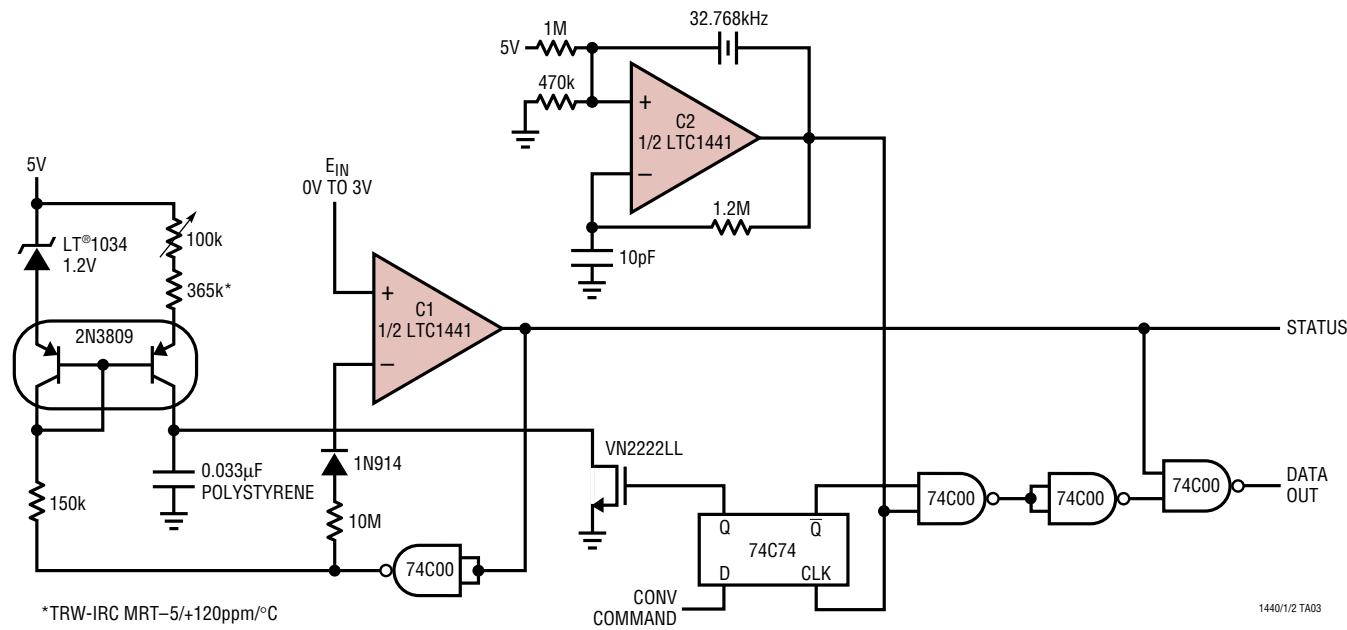 32.768kHz
1M
5V
470k
+
C2
1/2 LTC1441
–
1.2M
10pF
5V
LT®1034
1.2V
100k
365k*
2N3809
EIN
0V TO 3V
+
C1
1/2 LTC1441
–
STATUS
0.033µF
POLYSTYRENE
1N914
VN2222LL
150k
10M
74C00
Q
Q̅
74C74
D
CLK
CONV
COMMAND
74C00
74C00
74C00
DATA
OUT
*TRW-IRC MRT–5/+120ppm/°C
1440/1/2 TA03